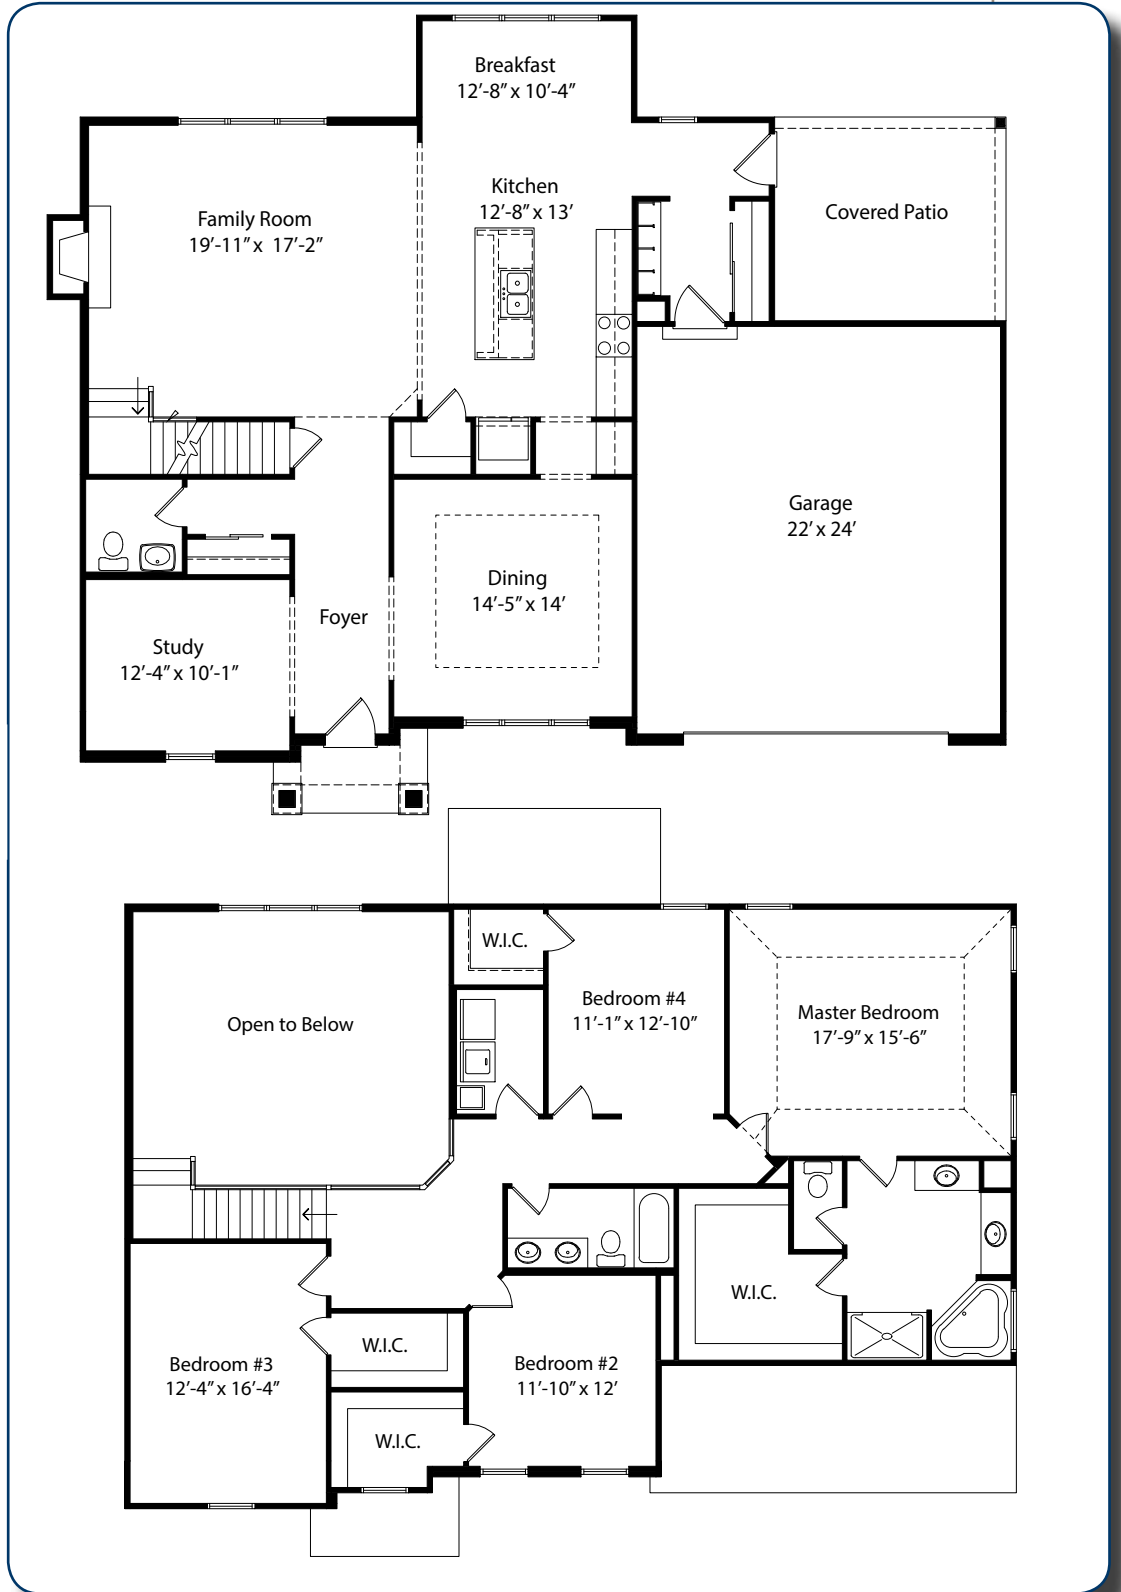 Breakfast
12’-8” x 10’-4”
Kitchen
12’-8” x 13’
Family Room
19’-11” x 17’-2”
Covered Patio
Garage
22’ x 24’
Dining
14’-5” x 14’
Foyer
Study
12’-4” x 10’-1”
W.I.C.
Bedroom #4
11’-1” x 12’-10”
Master Bedroom
17’-9” x 15’-6”
Open to Below
W.I.C.
W.I.C.
Bedroom #3
12’-4” x 16’-4”
Bedroom #2
11’-10” x 12’
W.I.C.